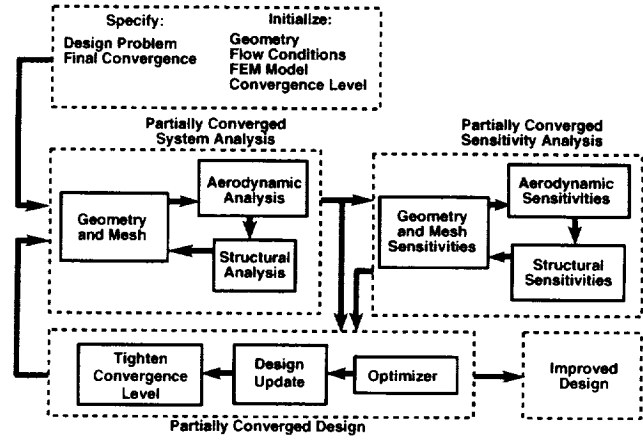 Specify:
Design Problem
Final Convergence
Initialize:
Geometry
Flow Conditions
FEM Model
Convergence Level
Partially Converged
System Analysis
Geometry
and Mesh
Aerodynamic
Analysis
Structural
Analysis
Partially Converged
Sensitivity Analysis
Geometry
and Mesh
Sensitivities
Aerodynamic
Sensitivities
Structural
Sensitivities
Tighten
Convergence
Level
Design
Update
Optimizer
Partially Converged Design
Improved
Design